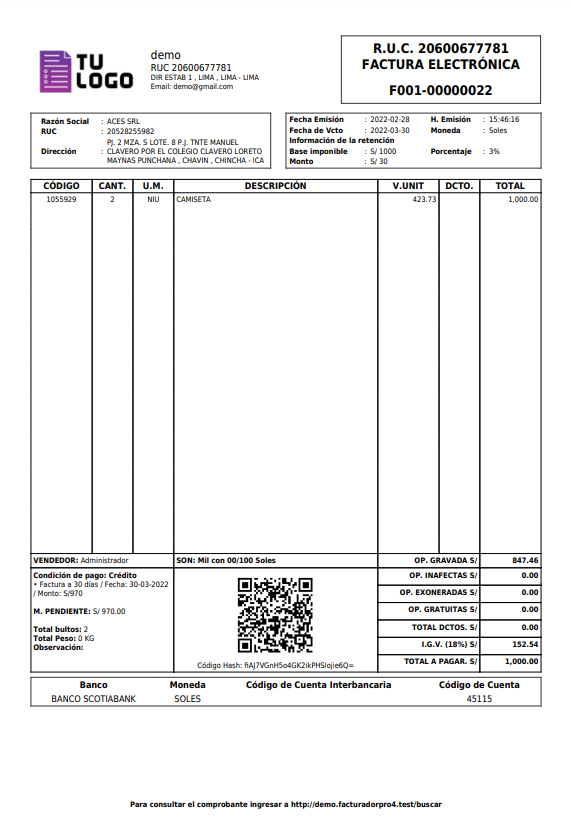 TU LOGO
demo
RUC 20600677781
DIR ESTAB 1 , LIMA , LIMA - LIMA
Email: demo@gmail.com
R.U.C. 20600677781
FACTURA ELECTRÓNICA
F001-00000022
Razón Social : ACES SRL
RUC : 20528255982
Dirección : PJ. 2 MZA. S LOTE. 8 P.J. TNTE MANUEL
CLAVERO POR EL COLEGIO CLAVERO LORETO
MAYNAS PUNCHANA , CHAVIN , CHINCHA - ICA
Fecha Emisión : 2022-02-28 H. Emisión : 15:46:16
Fecha de Vcto : 2022-03-30 Moneda : Soles
Información de la retención
Base imponible : S/ 1000 Porcentaje : 3%
Monto : S/ 30
CÓDIGO CANT. U.M. DESCRIPCIÓN V.UNIT DCTO. TOTAL
1055929 2 NIU CAMISETA 423.73 1,000.00
VENDEDOR: Administrador SON: Mil con 00/100 Soles OP. GRAVADA S/ 847.46
Condición de pago: Crédito
• Factura a 30 días / Fecha: 30-03-2022
/ Monto: S/970
M. PENDIENTE: S/ 970.00
Total bultos: 2
Total Peso: 0 KG
Observación:
Código Hash: fiAJ7VGnH5o4GK2ikPHSIojie6Q=
OP. INAFECTAS S/ 0.00
OP. EXONERADAS S/ 0.00
OP. GRATUITAS S/ 0.00
TOTAL DCTOS. S/ 0.00
I.G.V. (18%) S/ 152.54
TOTAL A PAGAR. S/ 1,000.00
Banco Moneda Código de Cuenta Interbancaria Código de Cuenta
BANCO SCOTIABANK SOLES 45115
Para consultar el comprobante ingresar a http://demo.facturadorpro4.test/buscar